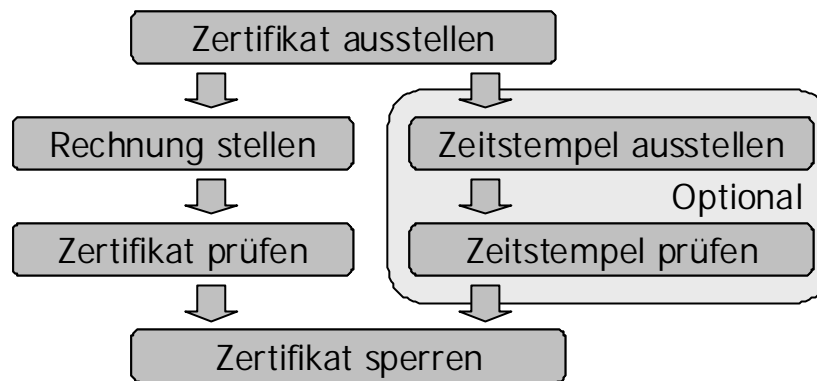 Zertifikat ausstellen
Rechnung stellen
Zeitstempel ausstellen
Optional
Zertifikat prüfen
Zeitstempel prüfen
Zertifikat sperren